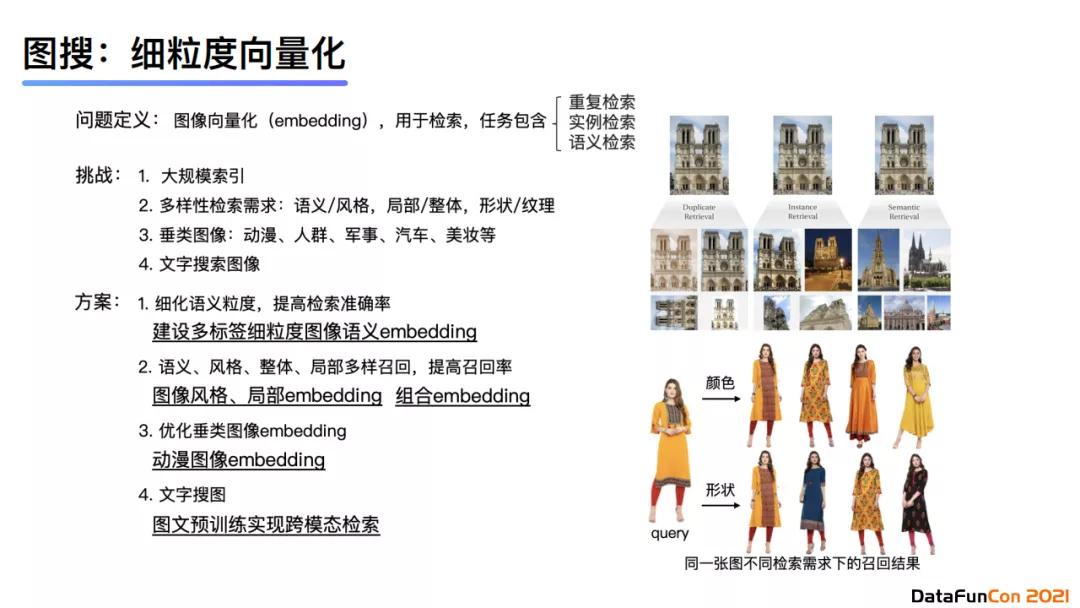 图搜：细粒度向量化
问题定义： 图像向量化（embedding），用于检索，任务包含
重复检索
实例检索
语义检索
挑战： 1. 大规模索引
2. 多样性检索需求：语义/风格，局部/整体，形状/纹理
3. 垂类图像：动漫、人群、军事、汽车、美妆等
4. 文字搜索图像
方案： 1. 细化语义粒度，提高检索准确率
建设多标签细粒度图像语义embedding
2. 语义、风格、整体、局部多样召回，提高召回率
图像风格、局部embedding 组合embedding
3. 优化垂类图像embedding
动漫图像embedding
4. 文字搜图
图文预训练实现跨模态检索
Duplicate
Retrieval
Instance
Retrieval
Semantic
Retrieval
颜色
形状
query
同一张图不同检索需求下的召回结果
DataFunCon 2021